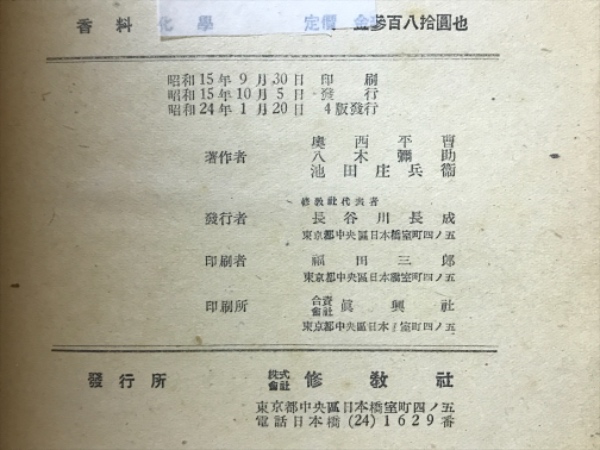 香料化學 定價 金參百八拾圓也
昭和15年9月30日 印刷
昭和15年10月5日 發行
昭和24年1月20日 4版發行
著作者
奧西平曹
八木彌助
池田庄兵衞
修敎社代表者
發行者 長谷川長成
東京都中央區日本橋室町四ノ五
印刷者 福田三郎
東京都中央區日本橋室町四ノ五
印刷所 合資會社 眞興社
東京都中央區日本 室町四ノ五
發行所 株式會社 修敎社
東京都中央區日本橋室町四ノ五
電話日本橋(24)1629番